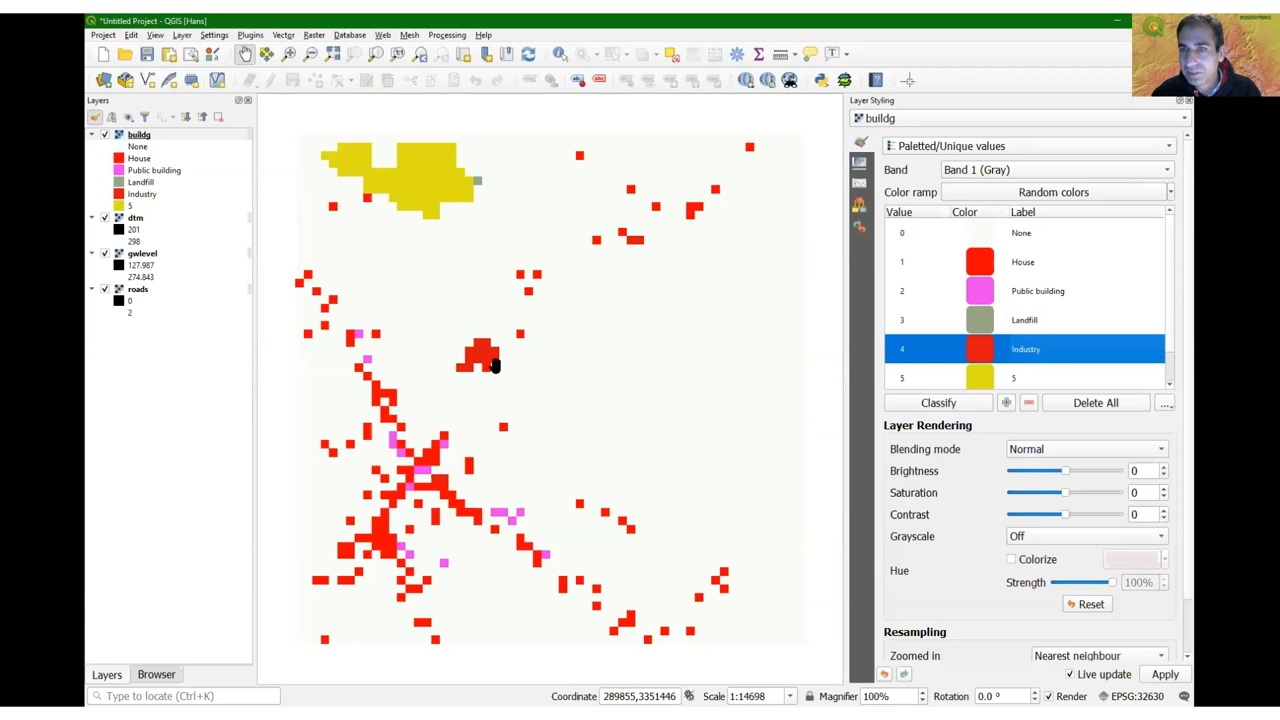 *Untitled Project - QGIS [Hans]
Project Edit View Layer Settings Plugins Vector Raster Database Web Mesh Processing Help
Layers
buildg
None
House
Public building
Landfill
Industry
5
dtm
201
298
gwlevel
127.987
274.843
roads
0
2
Layers Browser
Type to locate (Ctrl+K)
Coordinate 289855,3351446 Scale 1:14698 Magnifier 100% Rotation 0.0 ° Render EPSG:32630
Layer Styling
buildg
Paletted/Unique values
Band Band 1 (Gray)
Color ramp Random colors
Value Color Label
0 None
1 House
2 Public building
3 Landfill
4 Industry
5 5
Classify Delete All ...
Layer Rendering
Blending mode Normal
Brightness 0
Saturation 0
Contrast 0
Grayscale Off
Hue Colorize
Strength 100%
Reset
Resampling
Zoomed in Nearest neighbour
Live update Apply